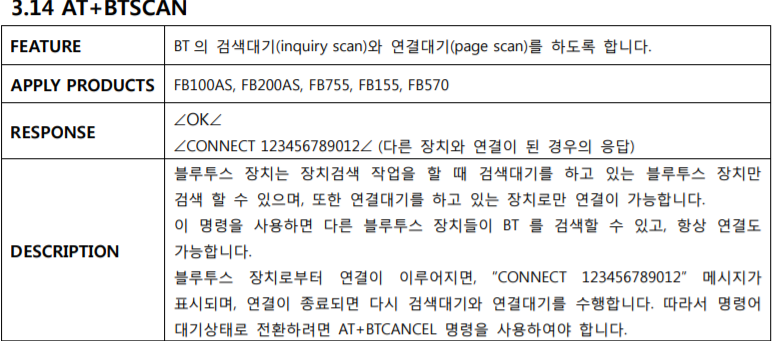 3.14 AT+BTSCAN
FEATURE
BT 의 검색대기(inquiry scan)와 연결대기(page scan)를 하도록 합니다.
APPLY PRODUCTS
FB100AS, FB200AS, FB755, FB155, FB570
RESPONSE
∠OK∠
∠CONNECT 123456789012∠ (다른 장치와 연결이 된 경우의 응답)
DESCRIPTION
블루투스 장치는 장치검색 작업을 할 때 검색대기를 하고 있는 블루투스 장치만
검색 할 수 있으며, 또한 연결대기를 하고 있는 장치로만 연결이 가능합니다.
이 명령을 사용하면 다른 블루투스 장치들이 BT 를 검색할 수 있고, 항상 연결도
가능합니다.
블루투스 장치로부터 연결이 이루어지면, “CONNECT 123456789012” 메시지가
표시되며, 연결이 종료되면 다시 검색대기와 연결대기를 수행합니다. 따라서 명령어
대기상태로 전환하려면 AT+BTCANCEL 명령을 사용하여야 합니다.